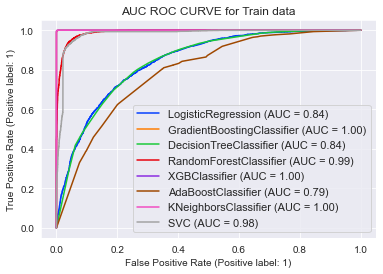 AUC ROC CURVE for Train data
True Positive Rate (Positive label: 1)
1.0
0.8
0.6
0.4
0.2
0.0
LogisticRegression (AUC = 0.84)
GradientBoostingClassifier (AUC = 1.00)
DecisionTreeClassifier (AUC = 0.84)
RandomForestClassifier (AUC = 0.99)
XGBClassifier (AUC = 1.00)
AdaBoostClassifier (AUC = 0.79)
KNeighborsClassifier (AUC = 1.00)
SVC (AUC = 0.98)
0.0 0.2 0.4 0.6 0.8 1.0
False Positive Rate (Positive label: 1)